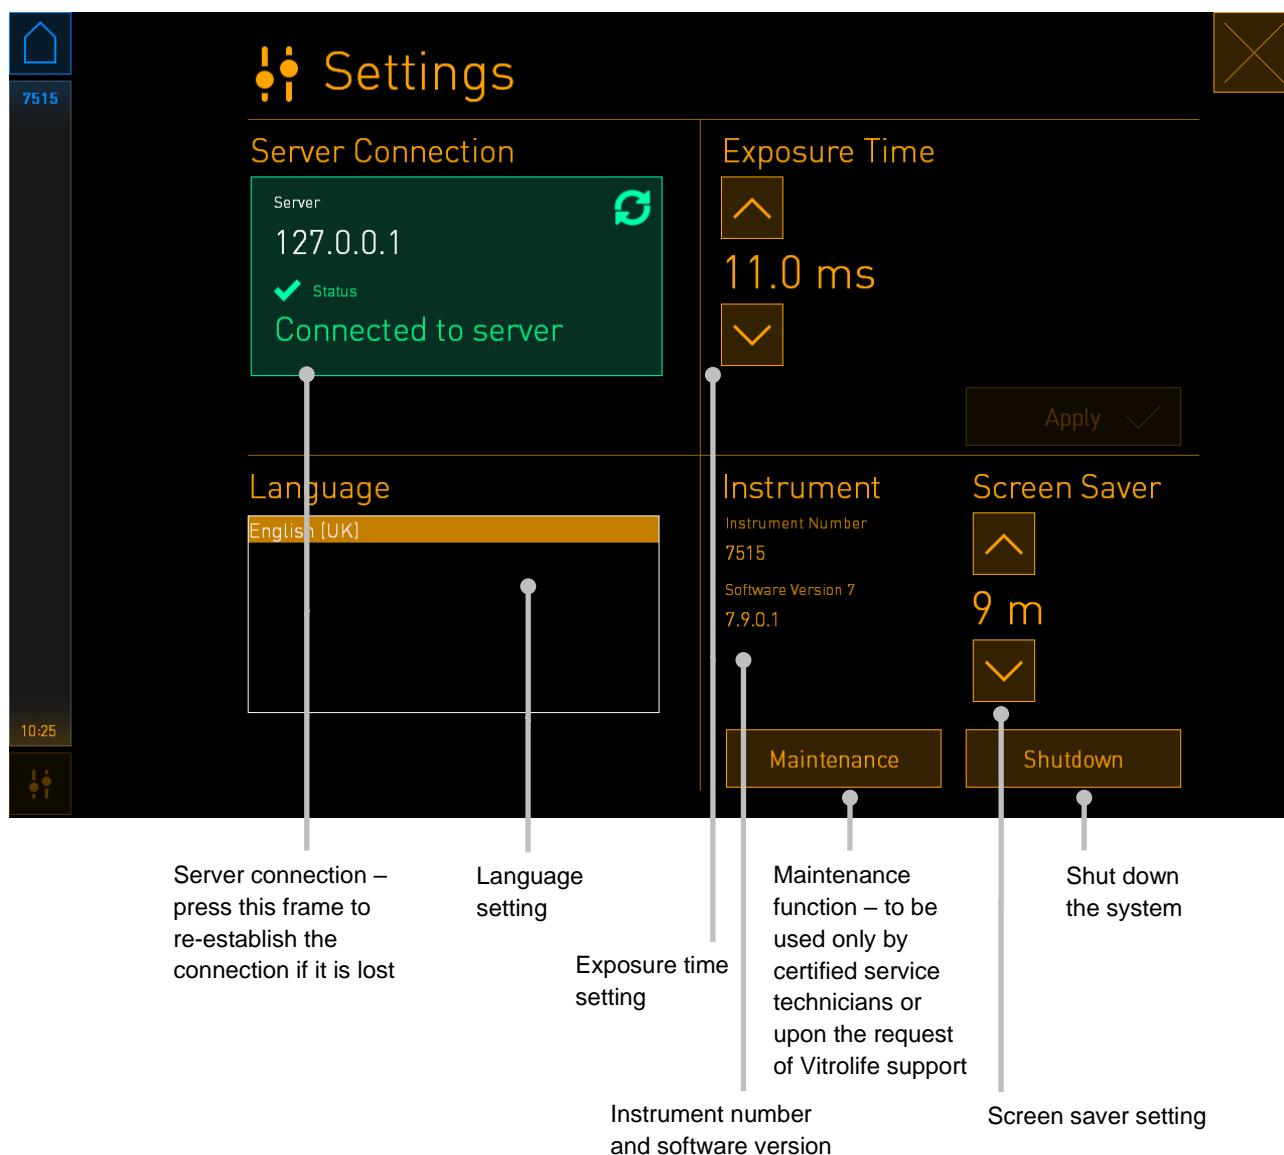 7515
Settings
Server Connection
Server
127.0.0.1
Status
Connected to server
Exposure Time
11.0 ms
Apply
Language
English (UK)
Instrument
Instrument Number
7515
Software Version 7
7.9.0.1
Screen Saver
9 m
10:25
Maintenance
Shutdown
Server connection –
press this frame to
re-establish the
connection if it is lost
Language
setting
Exposure time
setting
Maintenance
function – to be
used only by
certified service
technicians or
upon the request
of Vitrolife support
Shut down
the system
Instrument number
and software version
Screen saver setting